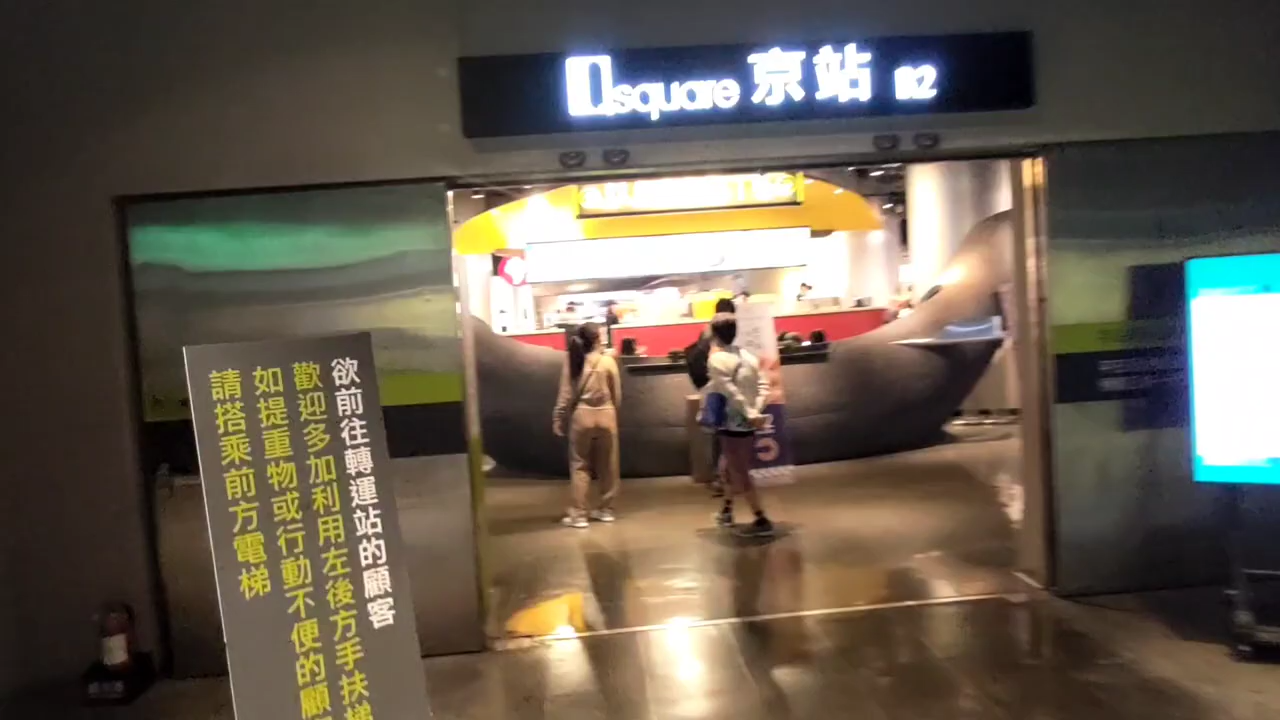 Qsquare 京站 B2
欲前往轉運站的顧客
歡迎多加利用左後方手扶梯
如提重物或行動不便的顧
請搭乘前方電梯